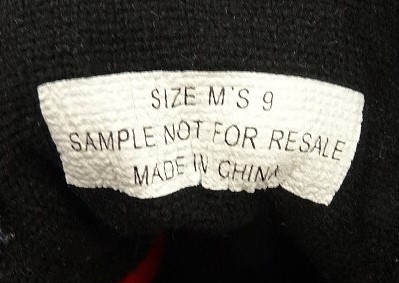 SIZE M'S 9
SAMPLE NOT FOR RESALE
MADE IN CHINA